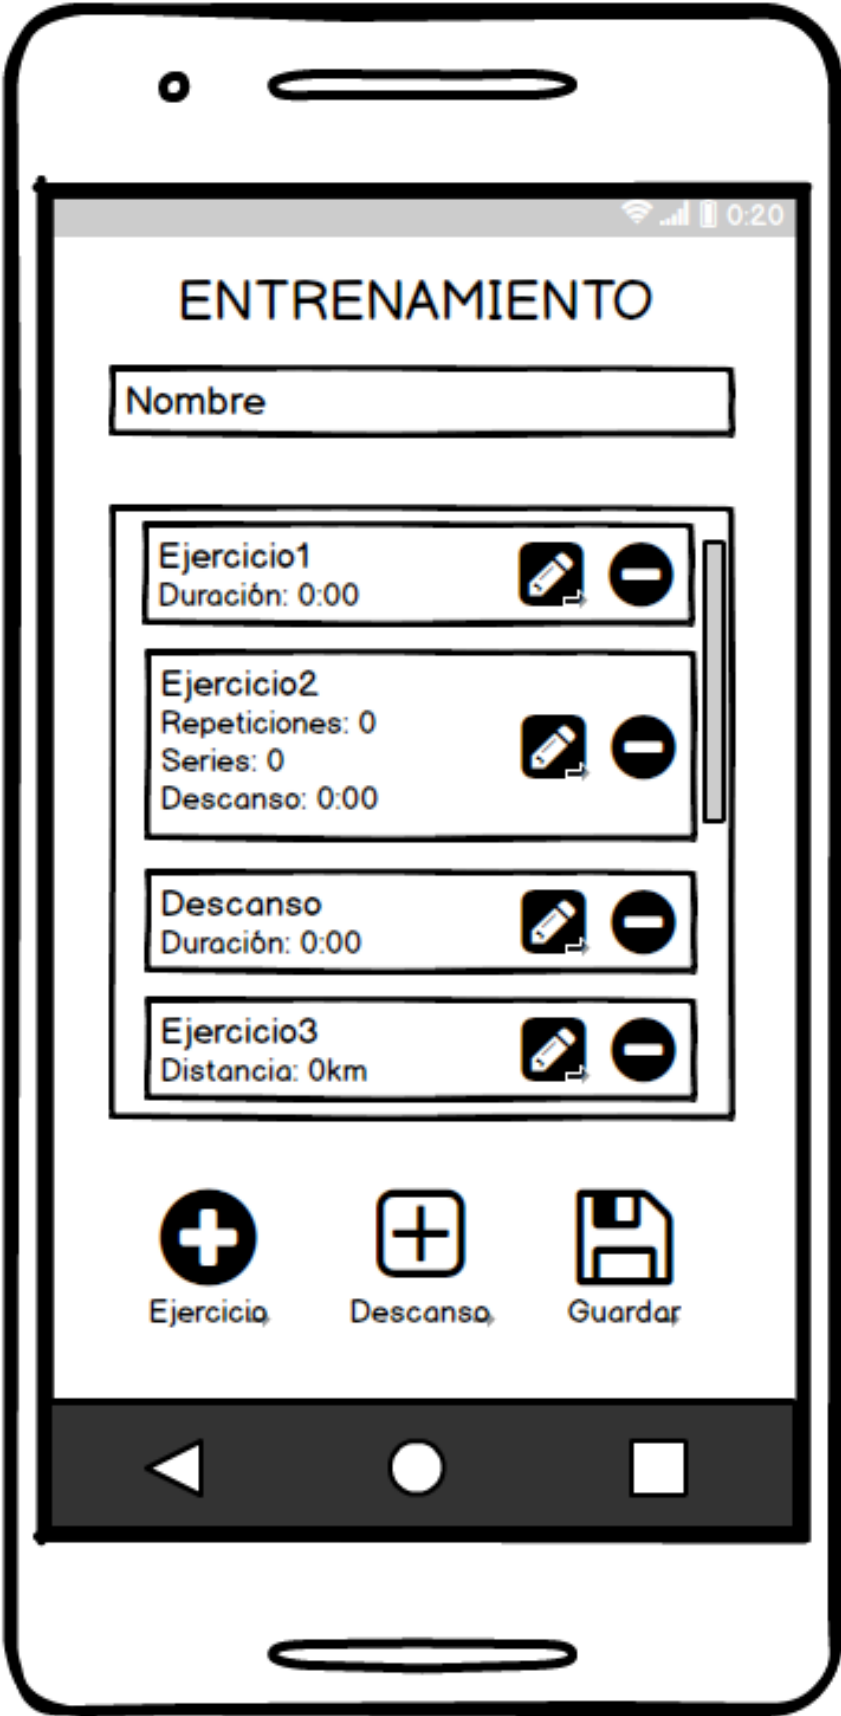 0:20
ENTRENAMIENTO
Nombre
Ejercicio1
Duración: 0:00
Ejercicio2
Repeticiones: 0
Series: 0
Descanso: 0:00
Descanso
Duración: 0:00
Ejercicio3
Distancia: 0km
Ejercicio Descanso Guardar